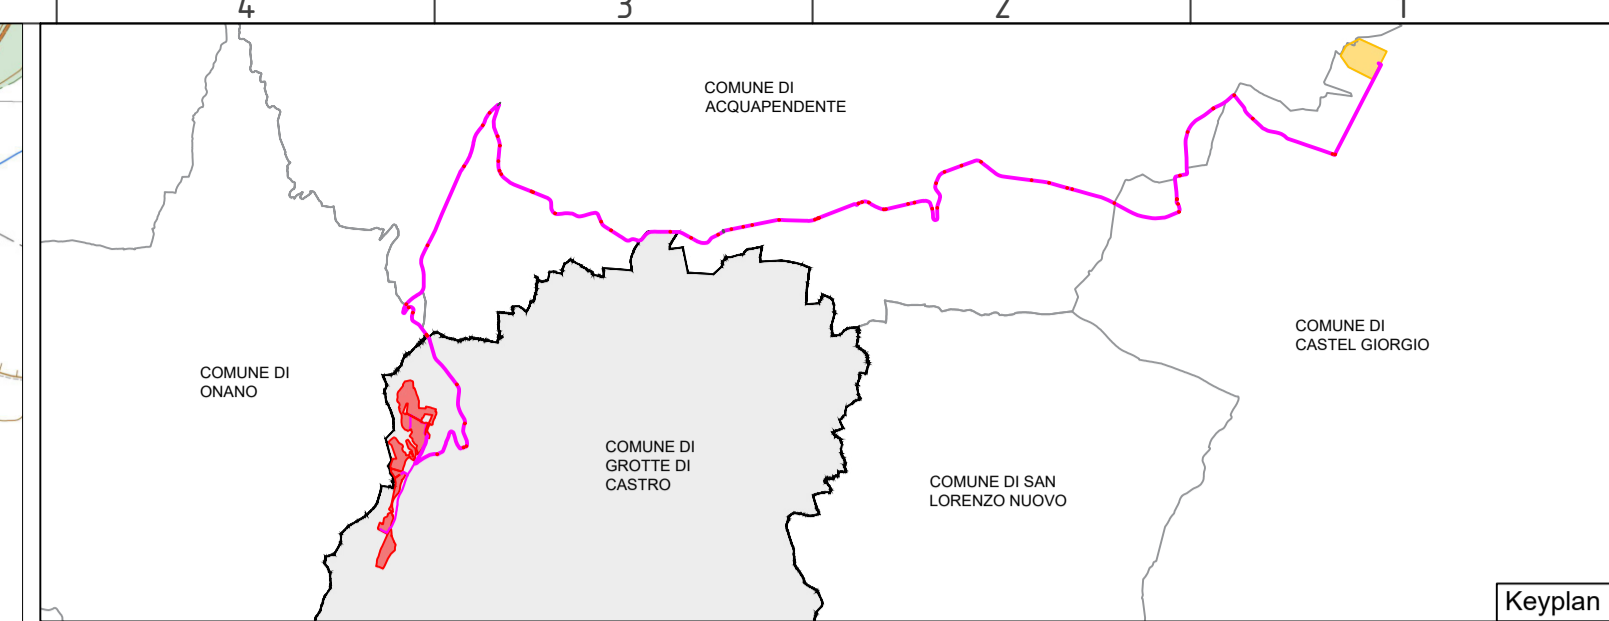 4 3 2
COMUNE DI
ACQUAPENDENTE
COMUNE DI
CASTEL GIORGIO
COMUNE DI
ONANO
COMUNE DI
GROTTE DI
CASTRO
COMUNE DI SAN
LORENZO NUOVO
Keyplan